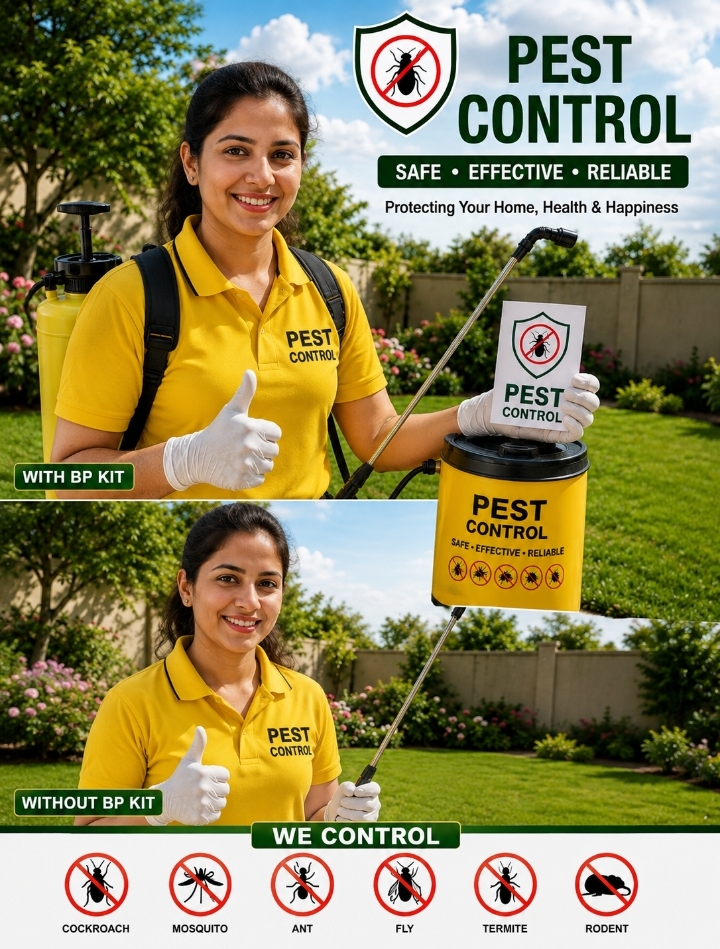 PEST
CONTROL
SAFE • EFFECTIVE • RELIABLE
Protecting Your Home, Health & Happiness
PEST
CONTROL
PEST
CONTROL
WITH BP KIT
PEST
CONTROL
SAFE • EFFECTIVE • RELIABLE
PEST
CONTROL
WITHOUT BP KIT
WE CONTROL
COCKROACH
MOSQUITO
ANT
FLY
TERMITE
RODENT